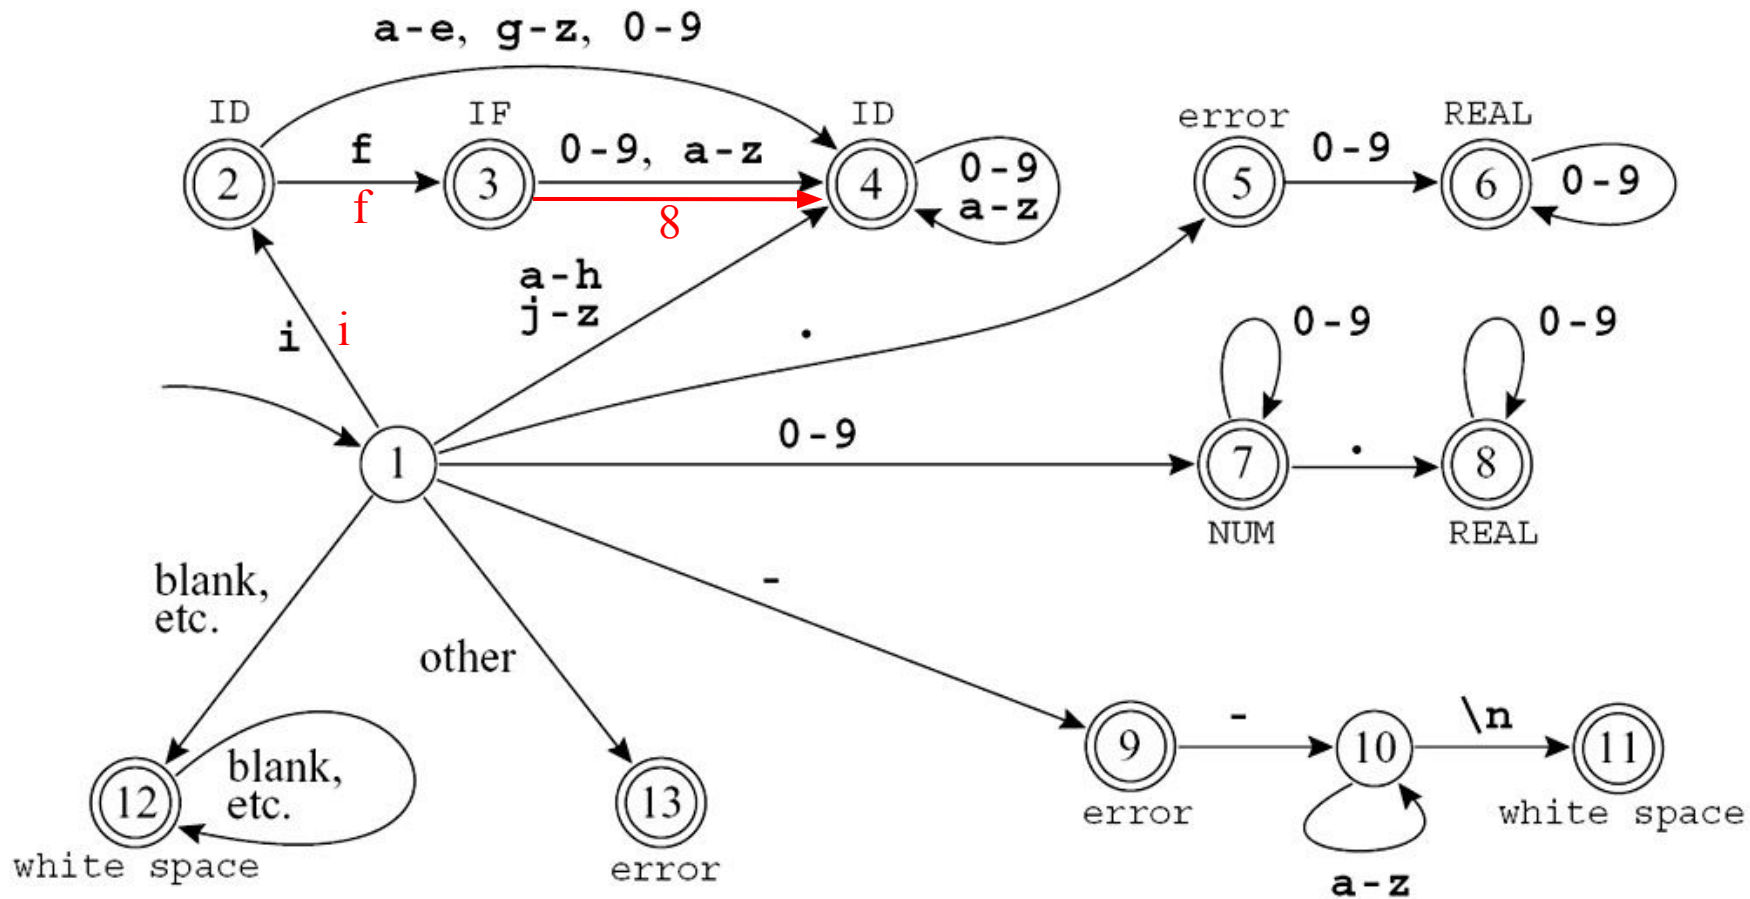 a-e, g-z, 0-9
ID
IF
ID
error
REAL
f
0-9, a-z
0-9
0-9
a-z
0-9
2
3
4
5
6
f
8
a-h
j-z
i
i
.
0-9
0-9
0-9
1
7
.
8
NUM
REAL
blank,
etc.
-
other
-
\n
9
10
11
blank,
etc.
12
13
error
white space
white space
error
a-z